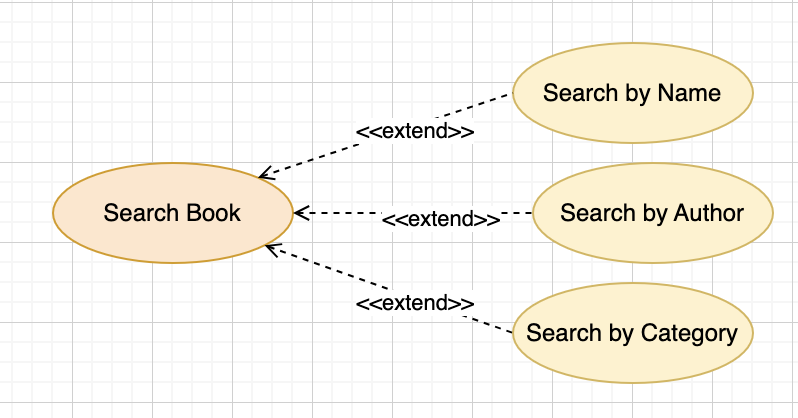 Search by Name
<<extend>>
Search Book
<<extend>>
Search by Author
<<extend>>
Search by Category